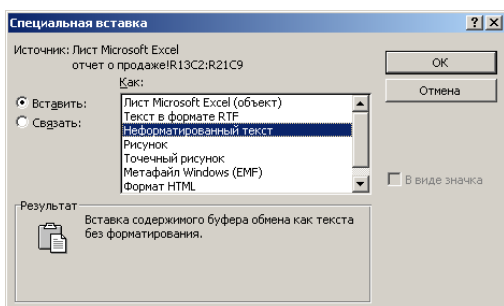 Специальная вставка
Источник: Лист Microsoft Excel
отчет о продаже!R13C2:R21C9
Как:
Вставить:
Связать:
Лист Microsoft Excel (объект)
Текст в формате RTF
Неформатированный текст
Рисунок
Точечный рисунок
Метафайл Windows (EMF)
Формат HTML
ОК
Отмена
В виде значка
Результат
Вставка содержимого буфера обмена как текста
без форматирования.